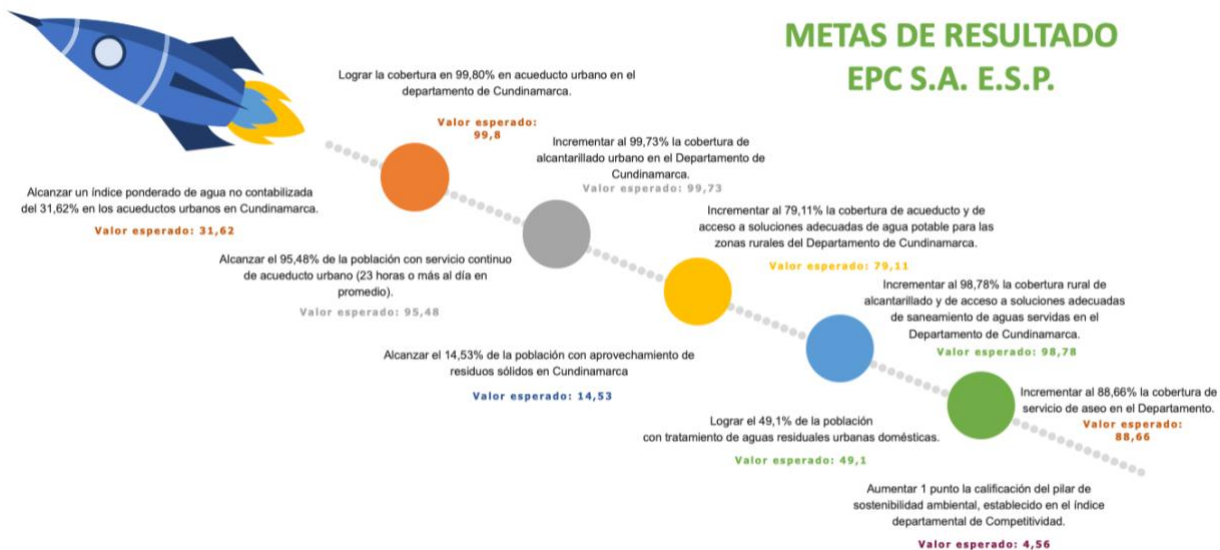 METAS DE RESULTADO
EPC S.A. E.S.P.
Lograr la cobertura en 99,80% en acueducto urbano en el
departamento de Cundinamarca.
Valor esperado:
99,8
Incrementar al 99,73% la cobertura de
alcantarillado urbano en el Departamento de
Cundinamarca.
Valor esperado: 99,73
Alcanzar un índice ponderado de agua no contabilizada
del 31,62% en los acueductos urbanos en Cundinamarca.
Valor esperado: 31,62
Incrementar al 79,11% la cobertura de acueducto y de
acceso a soluciones adecuadas de agua potable para las
zonas rurales del Departamento de Cundinamarca.
Valor esperado: 79,11
Alcanzar el 95,48% de la población con servicio continuo
de acueducto urbano (23 horas o más al día en
promedio).
Valor esperado: 95,48
Incrementar al 98,78% la cobertura rural de
alcantarillado y de acceso a soluciones adecuadas
de saneamiento de aguas servidas en el
Departamento de Cundinamarca.
Valor esperado: 98,78
Alcanzar el 14,53% de la población con aprovechamiento de
residuos sólidos en Cundinamarca
Valor esperado: 14,53
Incrementar al 88,66% la cobertura de
servicio de aseo en el Departamento.
Valor esperado:
88,66
Lograr el 49,1% de la población
con tratamiento de aguas residuales urbanas domésticas.
Valor esperado: 49,1
Aumentar 1 punto la calificación del pilar de
sostenibilidad ambiental, establecido en el índice
departamental de Competitividad.
Valor esperado: 4,56